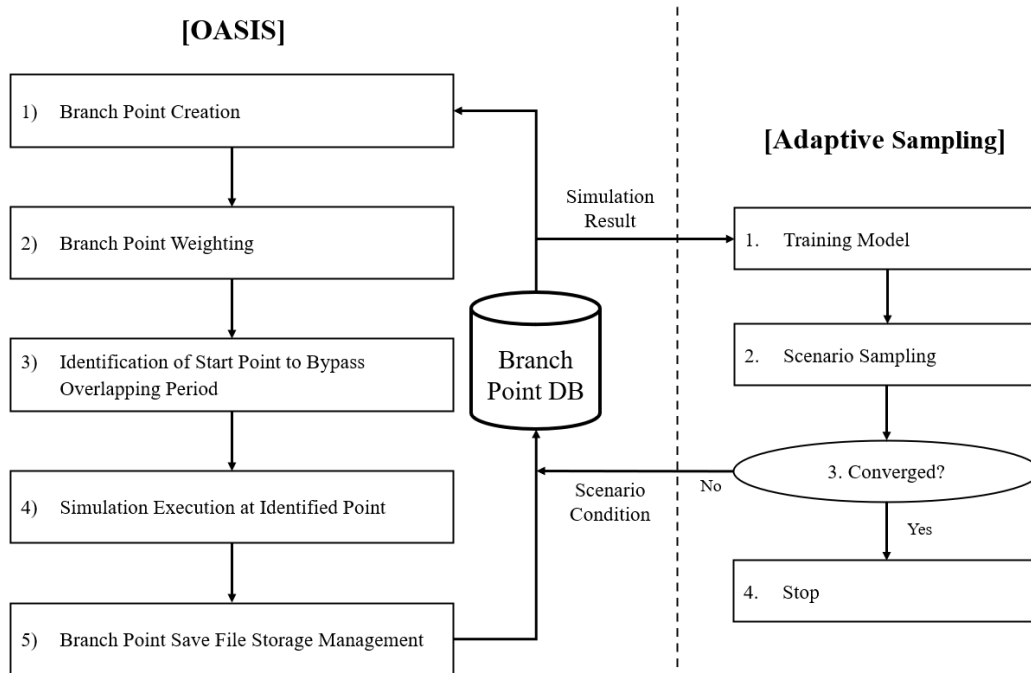 [OASIS]
1) Branch Point Creation
2) Branch Point Weighting
3) Identification of Start Point to Bypass
Overlapping Period
4) Simulation Execution at Identified Point
5) Branch Point Save File Storage Management
Simulation
Result
Branch
Point DB
Scenario
Condition
[Adaptive Sampling]
1. Training Model
2. Scenario Sampling
3. Converged?
No
Yes
4. Stop